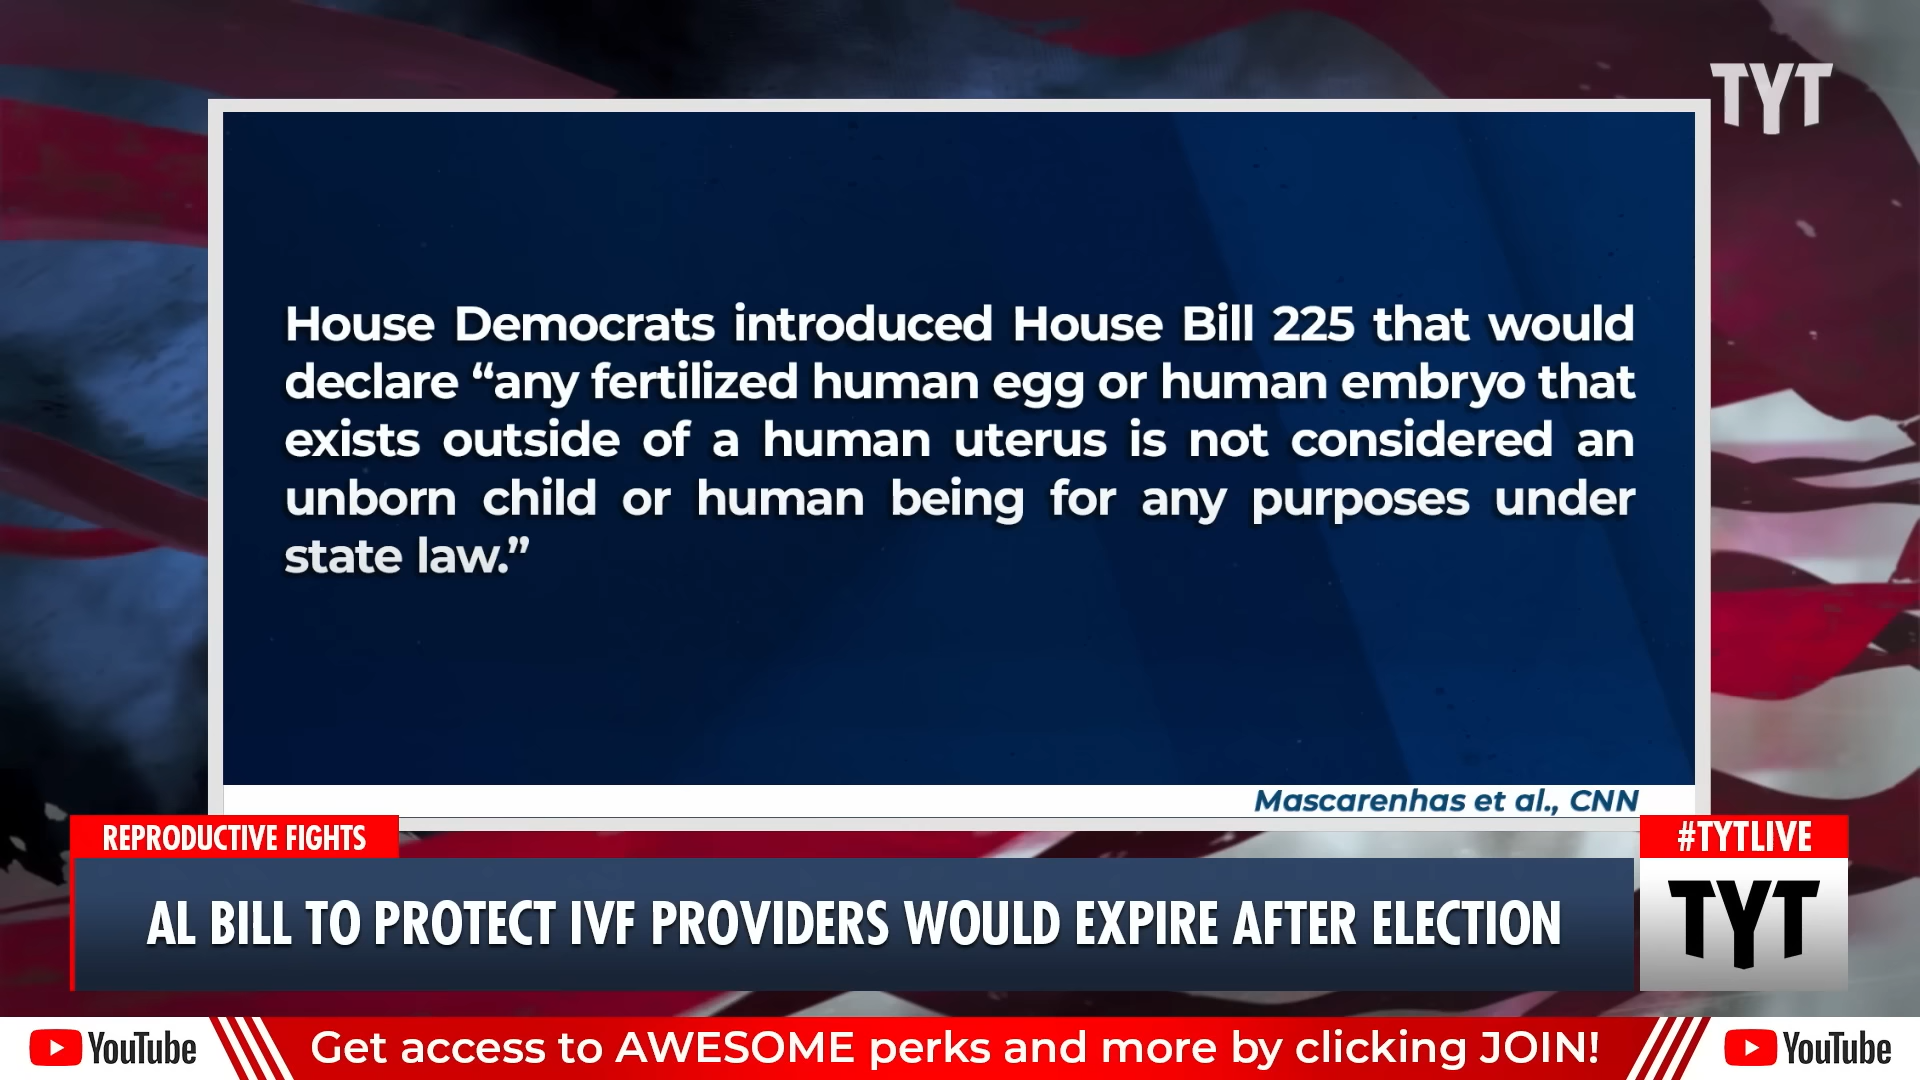 TYT
House Democrats introduced House Bill 225 that would
declare “any fertilized human egg or human embryo that
exists outside of a human uterus is not considered an
unborn child or human being for any purposes under
state law.”
Mascarenhas et al., CNN
REPRODUCTIVE FIGHTS
#TYTLIVE
AL BILL TO PROTECT IVF PROVIDERS WOULD EXPIRE AFTER ELECTION
TYT
YouTube
Get access to AWESOME perks and more by clicking JOIN!
YouTube